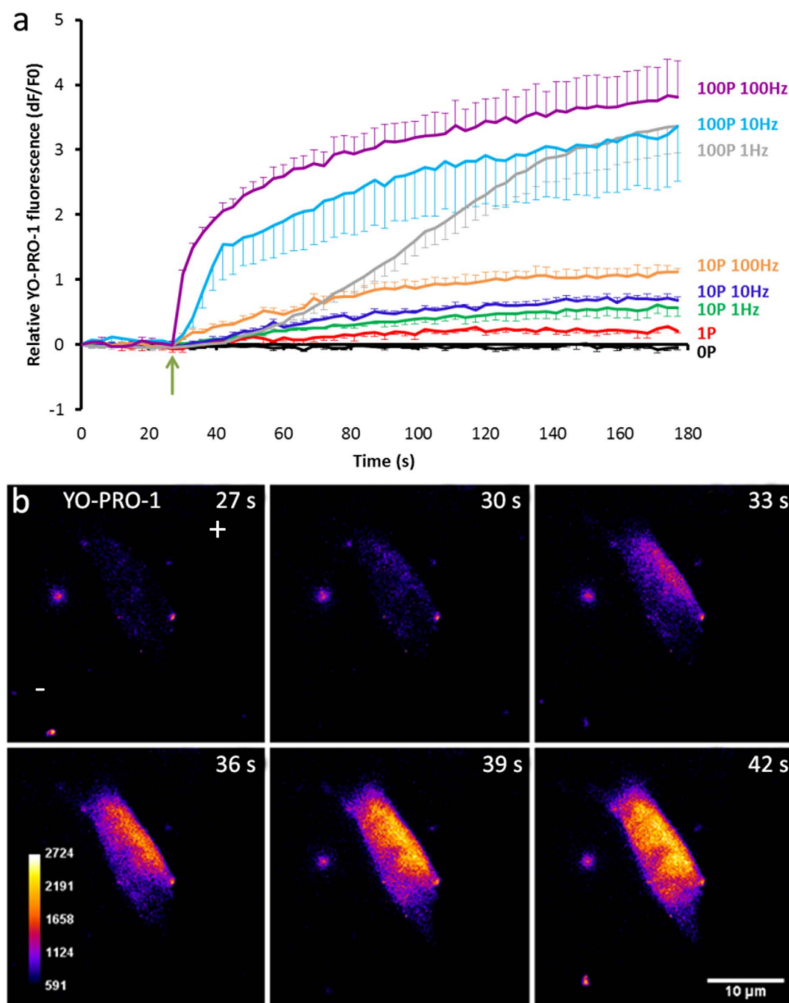 a
Relative YO-PRO-1 fluorescence (dF/F0)
5
4
3
2
1
0
-1
100P 100Hz
100P 10Hz
100P 1Hz
10P 100Hz
10P 10Hz
10P 1Hz
1P
0P
0 20 40 60 80 100 120 140 160 180
Time (s)
b YO-PRO-1 27 s 30 s 33 s
+
-
36 s 39 s 42 s
2724
2191
1658
1124
591
10 µm